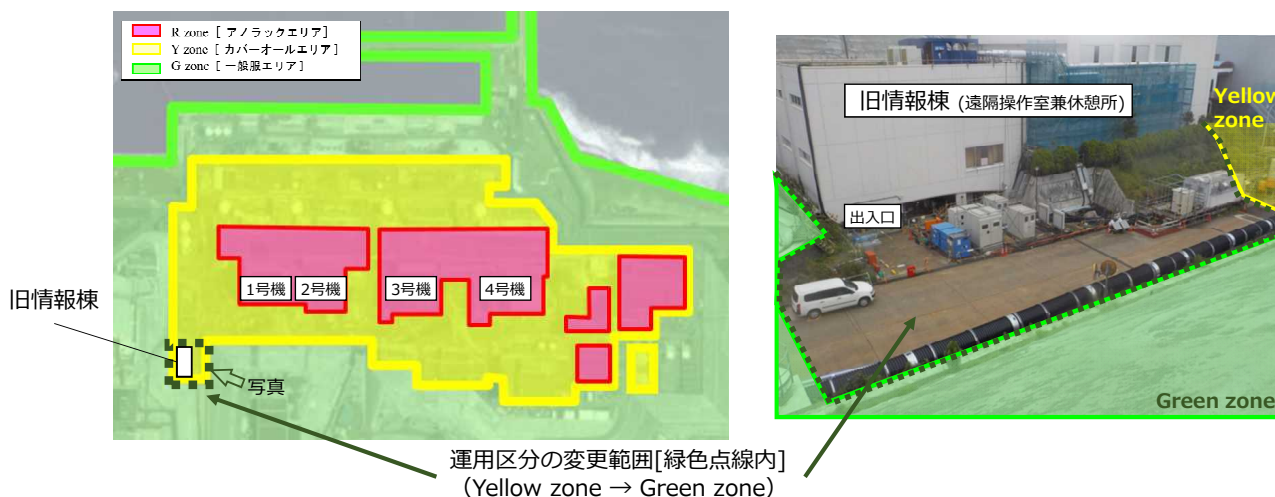 R zone [ アノラックエリア]
Y zone [ カバーオールエリア]
G zone [ 一般服エリア]
1号機
2号機
3号機
4号機
旧情報棟
写真
旧情報棟 (遠隔操作室兼休憩所)
Yellow
zone
出入口
Green zone
運用区分の変更範囲[緑色点線内]
(Yellow zone → Green zone)